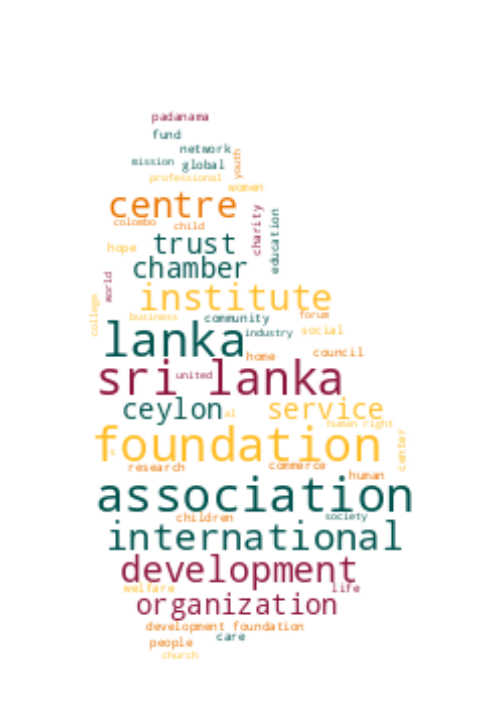 padanama
fund
network
mission global
youth
professional
women
centre
colombo child
charity
education
hope trust
chamber
world
institute
college
business community forum
lanka industry social
home council
sri lanka
united
ceylon al service
human right
foundation
center
research commerce
human
association
children society
international
development
welfare life
organization
development foundation
people care
church